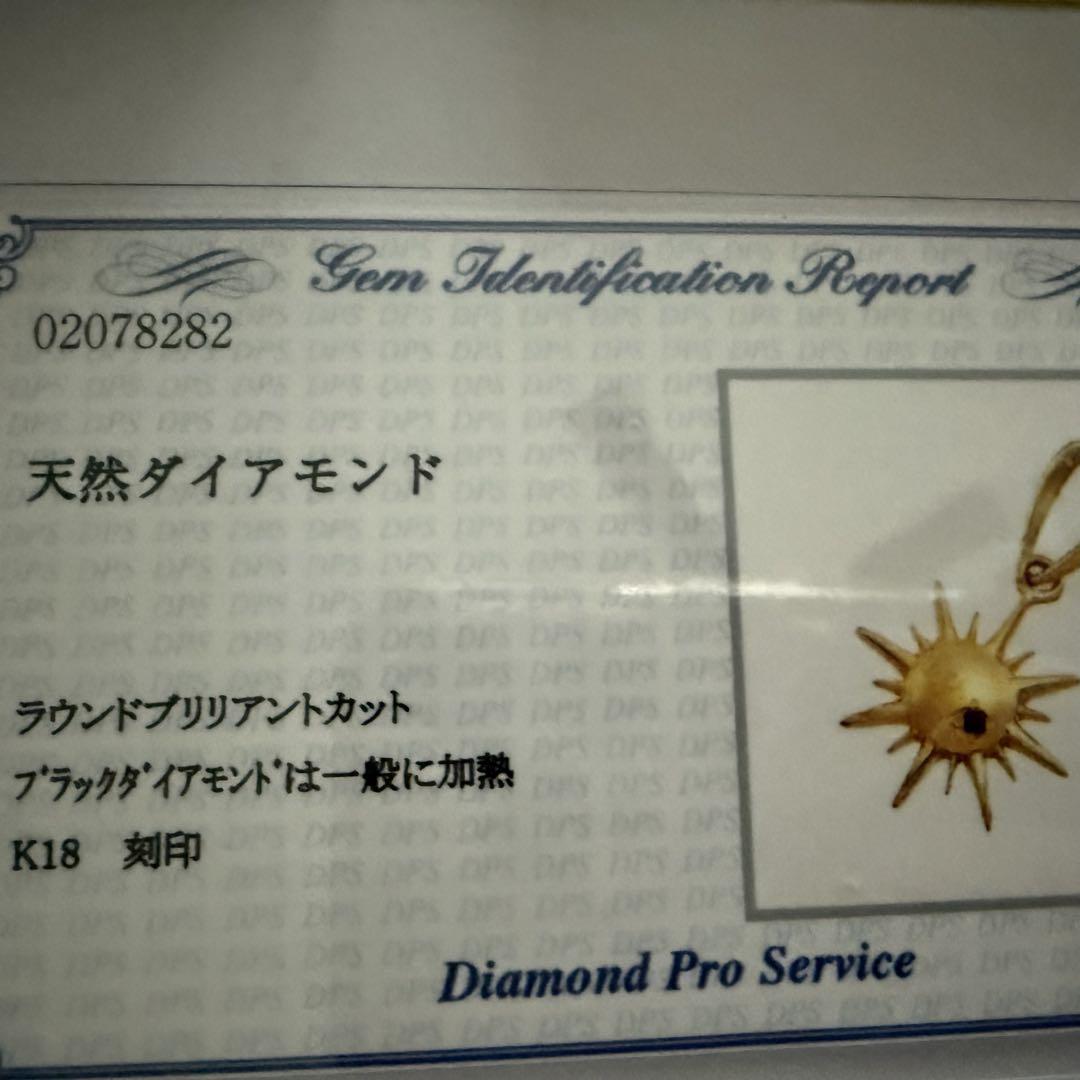 Gem Identification Report
02078282
天然ダイアモンド
ラウンドブリリアントカット
ブラックダイアモンドは一般に加熱
K18 刻印
Diamond Pro Service